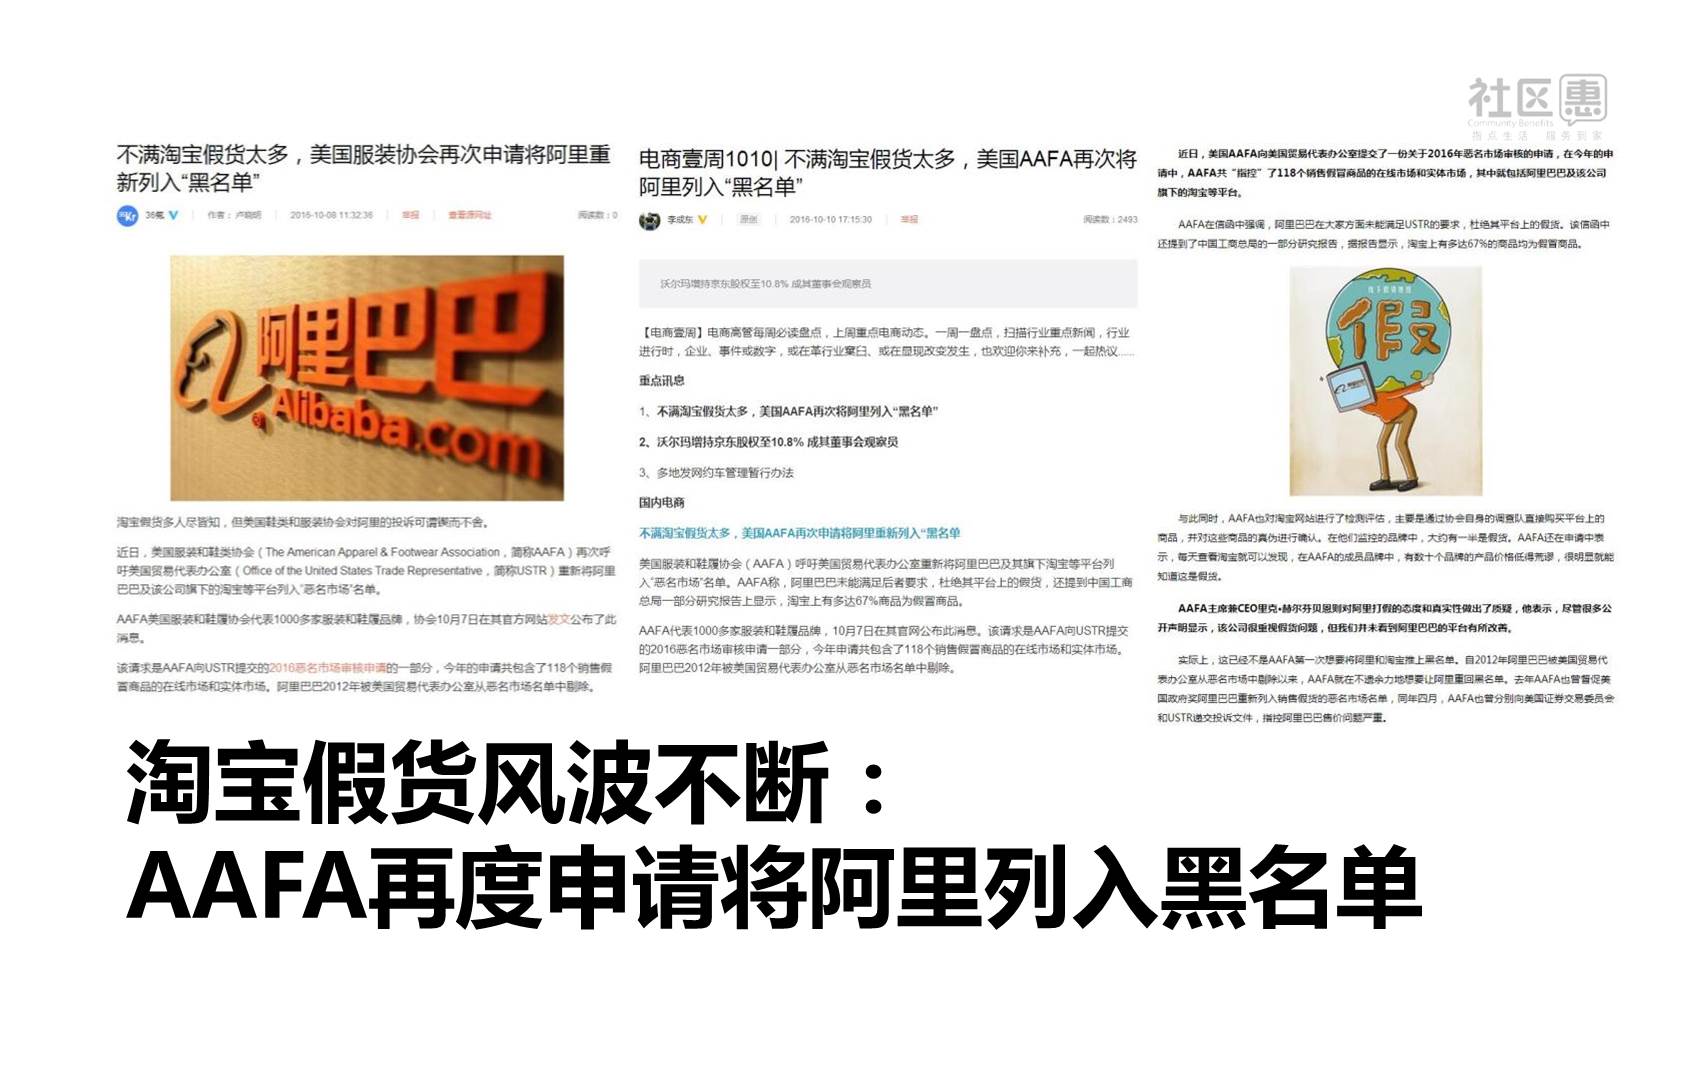 社区惠
Community Benefits
指点生活 服务到家
不满淘宝假货太多，美国服装协会再次申请将阿里重
新列入“黑名单”
36氪 作者：卢晓明 2016-10-08 11:32:36 举报 查看源网址 阅读数：0
阿里巴巴
Alibaba.com
淘宝假货多人尽皆知，但美国鞋类和服装协会对阿里的投诉可谓锲而不舍。
近日，美国服装和鞋类协会（The American Apparel & Footwear Association，简称AAFA）再次呼
吁美国贸易代表办公室（Office of the United States Trade Representative，简称USTR）重新将阿里
巴巴及该公司旗下的淘宝等平台列入“恶名市场”名单。
AAFA美国服装和鞋履协会代表1000多家服装和鞋履品牌，协会10月7日在其官方网站发文公布了此
消息。
该请求是AAFA向USTR提交的2016恶名市场审核申请的一部分，今年的申请共包含了118个销售假
冒商品的在线市场和实体市场。阿里巴巴2012年被美国贸易代表办公室从恶名市场名单中剔除。
电商壹周1010| 不满淘宝假货太多，美国AAFA再次将
阿里列入“黑名单”
李成东 原创 2016-10-10 17:15:30 举报 阅读数：2493
沃尔玛增持京东股权至10.8% 成其董事会观察员
【电商壹周】电商高管每周必读盘点，上周重点电商动态。一周一盘点，扫描行业重点新闻，行业
进行时，企业、事件或数字，或在革行业窠臼、或在显现改变发生，也欢迎你来补充，一起热议......
重点讯息
1、不满淘宝假货太多，美国AAFA再次将阿里列入“黑名单”
2、沃尔玛增持京东股权至10.8% 成其董事会观察员
3、多地发网约车管理暂行办法
国内电商
不满淘宝假货太多，美国AAFA再次申请将阿里重新列入“黑名单
美国服装和鞋履协会（AAFA）呼吁美国贸易代表办公室重新将阿里巴巴及其旗下淘宝等平台列
入“恶名市场”名单。AAFA称，阿里巴巴未能满足后者要求，杜绝其平台上的假货，还提到中国工商
总局一部分研究报告上显示，淘宝上有多达67%商品为假冒商品。
AAFA代表1000多家服装和鞋履品牌，10月7日在其官网公布此消息。该请求是AAFA向USTR提交
的2016恶名市场审核申请一部分，今年申请共包含了118个销售假冒商品的在线市场和实体市场。
阿里巴巴2012年被美国贸易代表办公室从恶名市场名单中剔除。
近日，美国AAFA向美国贸易代表办公室提交了一份关于2016年恶名市场审核的申请，在今年的申
请中，AAFA共“指控”了118个销售假冒商品的在线市场和实体市场，其中就包括阿里巴巴及该公司
旗下的淘宝等平台。
AAFA在信函中强调，阿里巴巴在大家方面未能满足USTR的要求，杜绝其平台上的假货。该信函中
还提到了中国工商总局的一部分研究报告，据报告显示，淘宝上有多达67%的商品均为假冒商品。
假
与此同时，AAFA也对淘宝网站进行了检测评估，主要是通过协会自身的调查队直接购买平台上的
商品，并对这些商品的真伪进行确认。在他们监控的品牌中，大约有一半是假货。AAFA还在申请中表
示，每天查看淘宝就可以发现，在AAFA的成员品牌中，有数十个品牌的产品价格低得荒谬，很明显就能
知道这是假货。
AAFA主席兼CEO里克•赫尔芬贝恩则对阿里打假的态度和真实性做出了质疑，他表示，尽管很多公
开声明显示，该公司很重视假货问题，但我们并未看到阿里巴巴的平台有所改善。
实际上，这已经不是AAFA第一次想要将阿里和淘宝推上黑名单。自2012年阿里巴巴被美国贸易代
表办公室从恶名市场中剔除以来，AAFA就在不遗余力地想要让阿里重回黑名单。去年AAFA也曾督促美
国政府奖阿里巴巴重新列入销售假货的恶名市场名单，同年四月，AAFA也曾分别向美国证券交易委员会
和USTR递交投诉文件，指控阿里巴巴售价问题严重。
淘宝假货风波不断：
AAFA再度申请将阿里列入黑名单